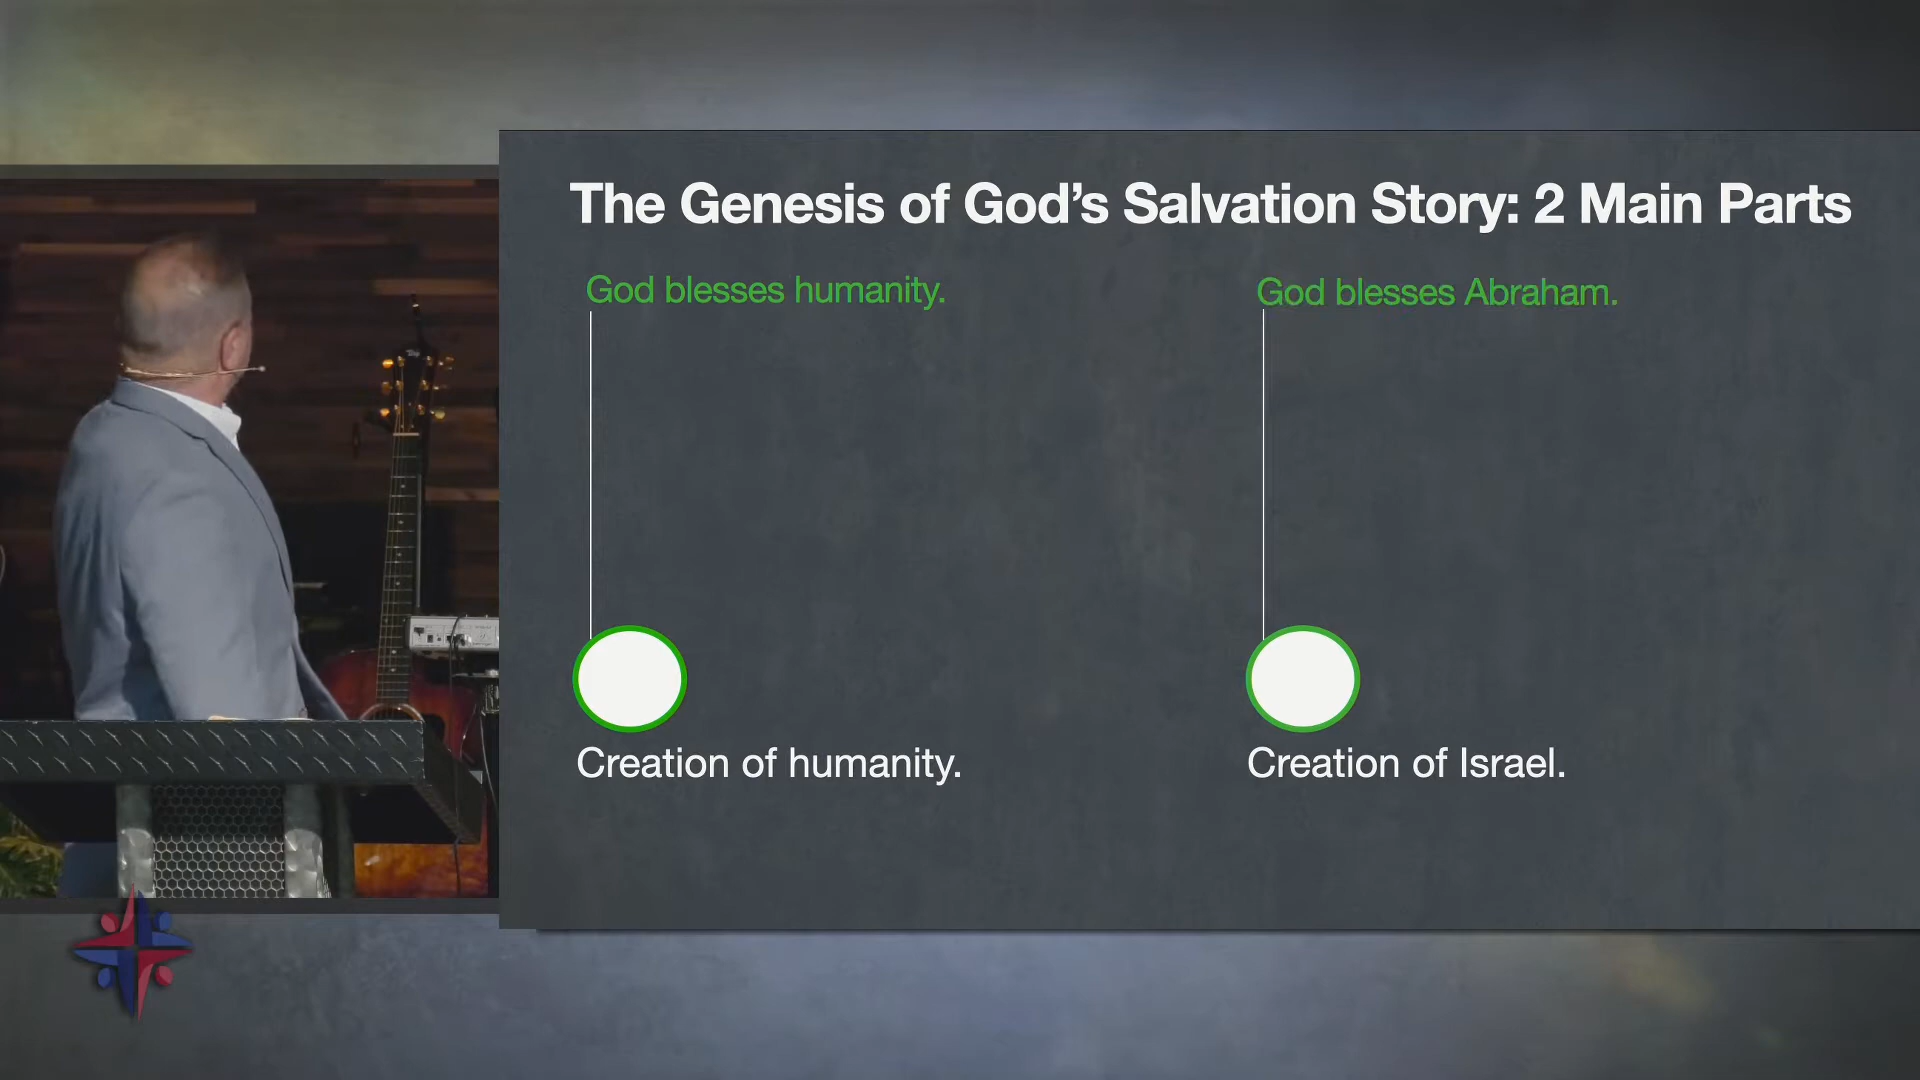 The Genesis of God’s Salvation Story: 2 Main Parts
God blesses humanity.
God blesses Abraham.
Creation of humanity.
Creation of Israel.